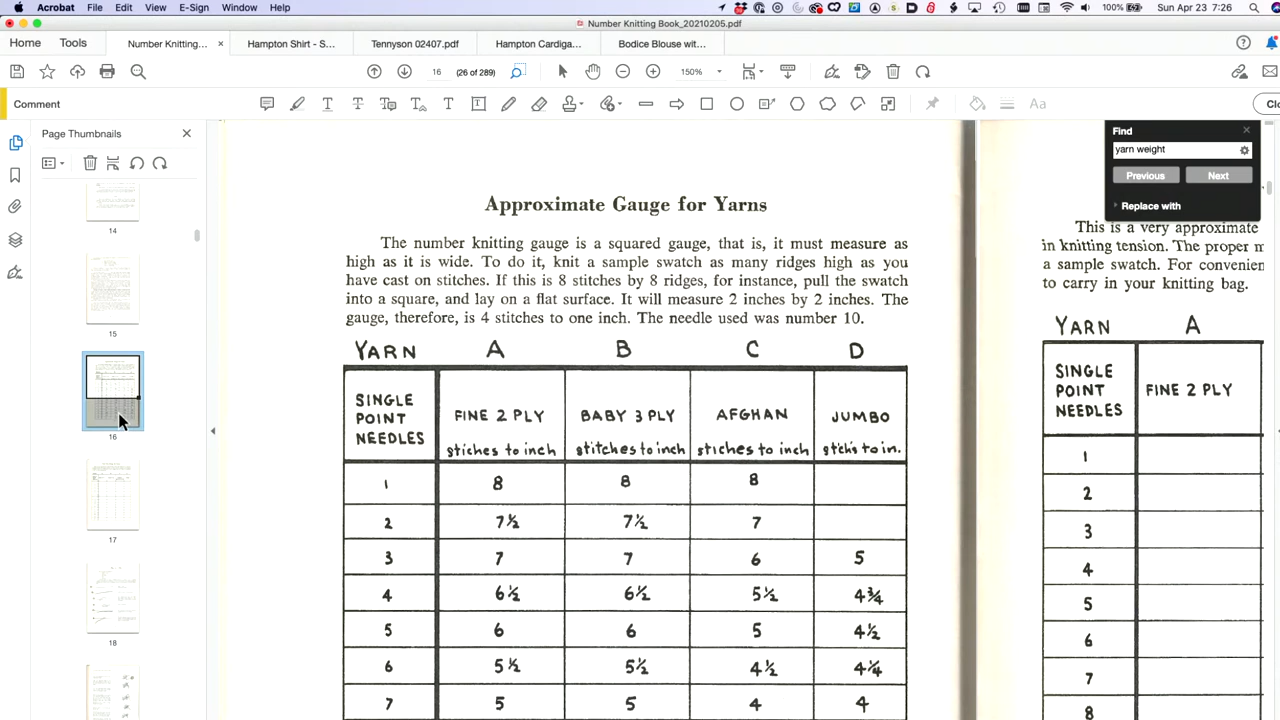 Acrobat File Edit View E-Sign Window Help
100% Sun Apr 23 7:26
Number Knitting Book_20210205.pdf
Home Tools Number Knitting... × Hampton Shirt - S... Tennyson 02407.pdf Hampton Cardiga... Bodice Blouse wit...
16 (26 of 289) 150%
Comment
Page Thumbnails
14
15
16
17
18
Find
yarn weight
Previous Next
Replace with
Approximate Gauge for Yarns
The number knitting gauge is a squared gauge, that is, it must measure as
high as it is wide. To do it, knit a sample swatch as many ridges high as you
have cast on stitches. If this is 8 stitches by 8 ridges, for instance, pull the swatch
into a square, and lay on a flat surface. It will measure 2 inches by 2 inches. The
gauge, therefore, is 4 stitches to one inch. The needle used was number 10.
YARN A B C D
SINGLE POINT NEEDLES FINE 2 PLY stiches to inch BABY 3 PLY stitches to inch AFGHAN stiches to inch JUMBO stch's to in.
1 8 8 8
2 7½ 7½ 7
3 7 7 6 5
4 6½ 6½ 5½ 4¾
5 6 6 5 4½
6 5½ 5½ 4½ 4¼
7 5 5 4 4
This is a very approximate
in knitting tension. The proper
a sample swatch. For
to carry in your knitting bag.
YARN A
SINGLE POINT NEEDLES FINE 2 PLY
1
2
3
4
5
6
7
8